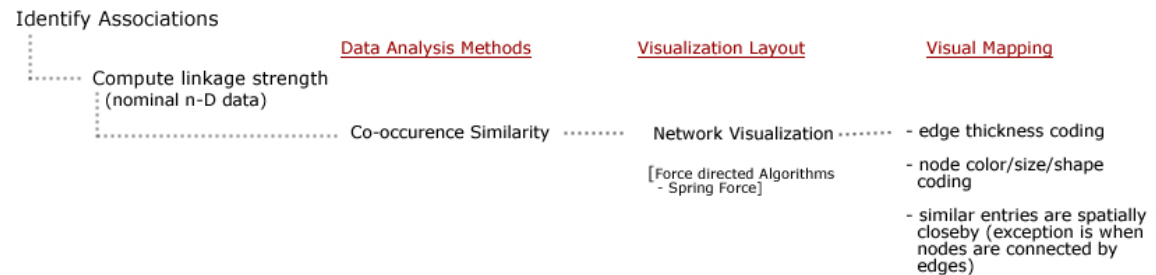 Identify Associations
Data Analysis Methods
Visualization Layout
Visual Mapping
Compute linkage strength
(nominal n-D data)
Co-occurence Similarity
Network Visualization
[Force directed Algorithms
- Spring Force]
- edge thickness coding
- node color/size/shape
coding
- similar entries are spatially
closeby (exception is when
nodes are connected by
edges)